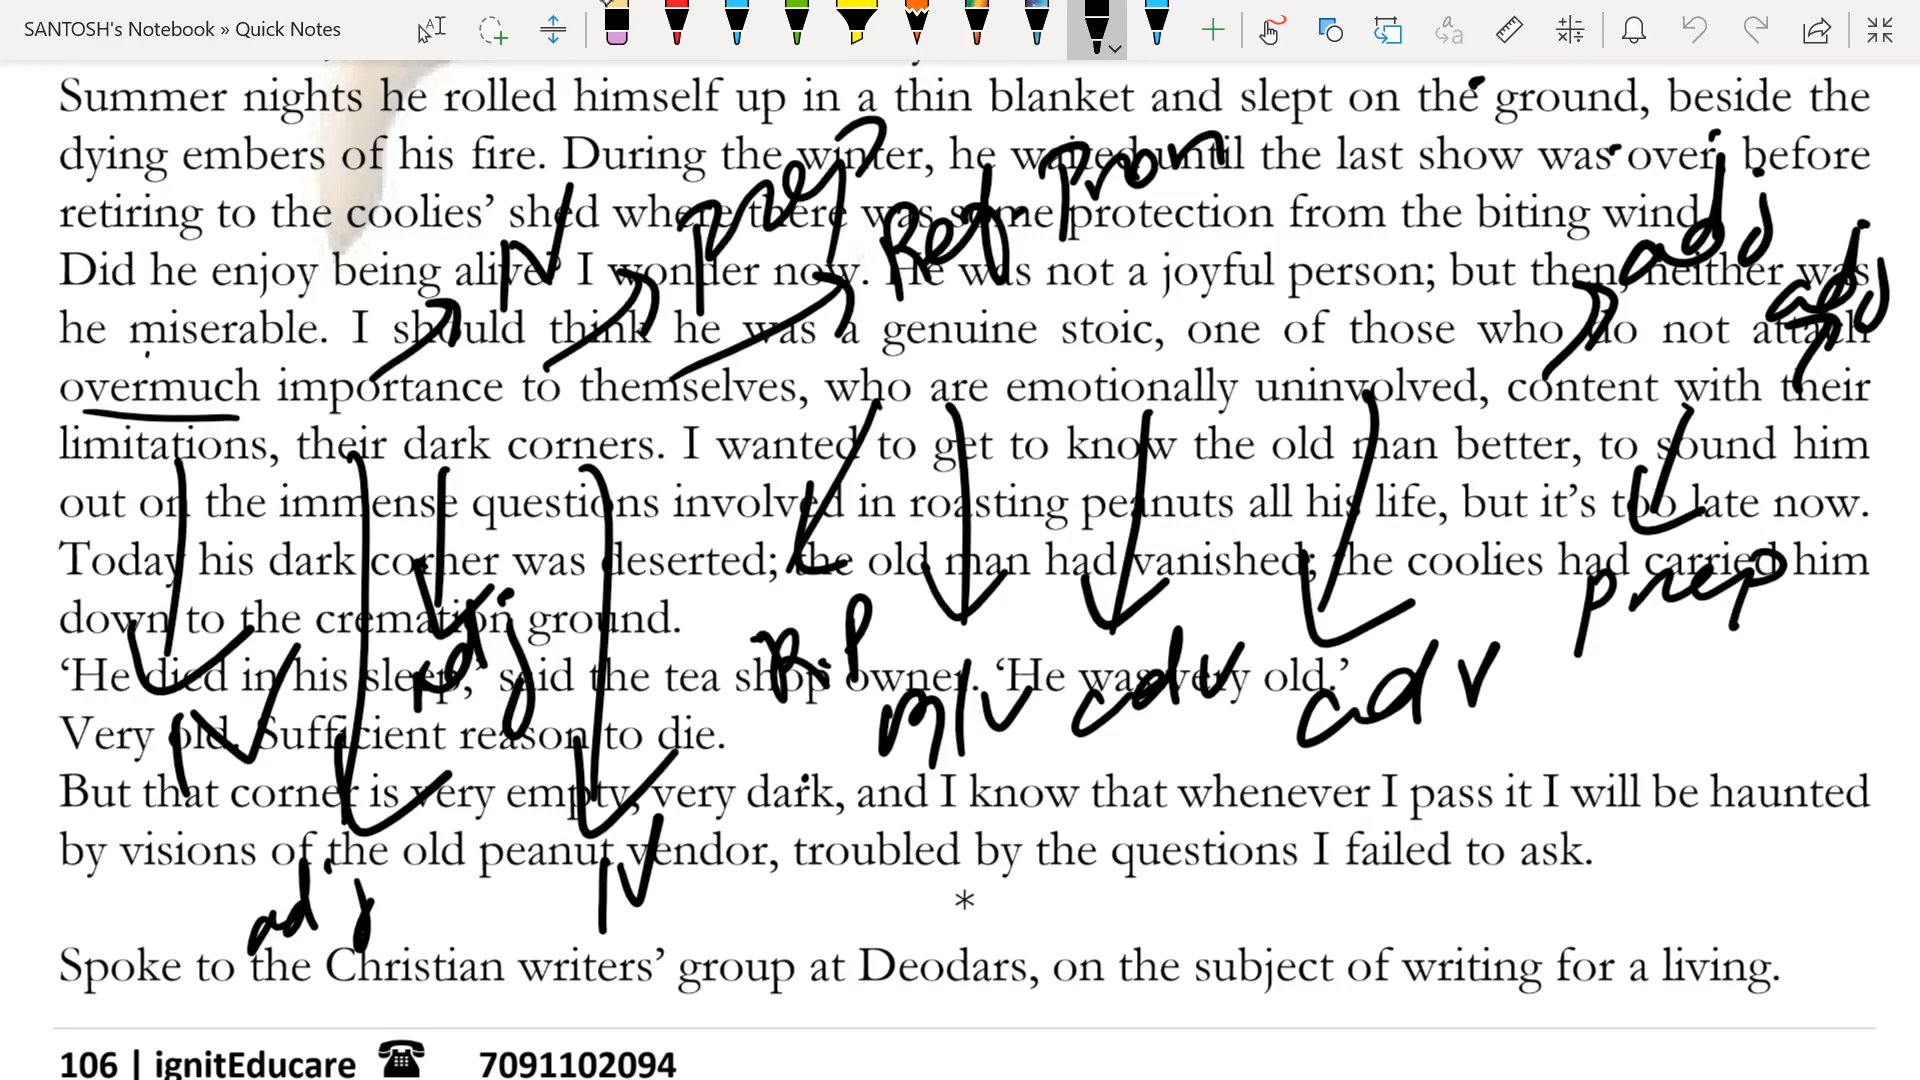 SANTOSH's Notebook » Quick Notes
Summer nights he rolled himself up in a thin blanket and slept on the ground, beside the
dying embers of his fire. During the winter, he waited until the last show was over, before
retiring to the coolies' shed where there was some protection from the biting wind.
Did he enjoy being alive? I wonder now. He was not a joyful person; but then, neither was
he miserable. I should think he was a genuine stoic, one of those who do not attach
overmuch importance to themselves, who are emotionally uninvolved, content with their
limitations, their dark corners. I wanted to get to know the old man better, to sound him
out on the immense questions involved in roasting peanuts all his life, but it's too late now.
Today his dark corner was deserted; the old man had vanished; the coolies had carried him
down to the cremation ground.
'He died in his sleep,' said the tea shop owner. 'He was very old.'
Very old. Sufficient reason to die.
But that corner is very empty, very dark, and I know that whenever I pass it I will be haunted
by visions of the old peanut vendor, troubled by the questions I failed to ask.
*
Spoke to the Christian writers' group at Deodars, on the subject of writing for a living.
106 | ignitEducare 7091102094
N prep Ref Pron adj adj
N adj adj N R.P m/v adv adv prep